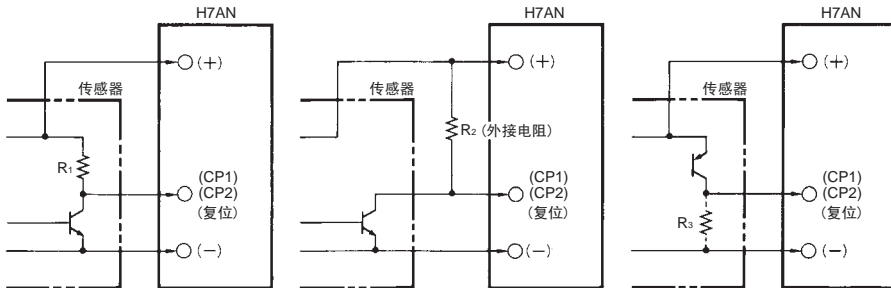 H7AN
(+)
传感器
R1
(CP1)
(CP2)
(复位)
(—)
H7AN
(+)
传感器
R2 (外接电阻)
(CP1)
(CP2)
(复位)
(—)
H7AN
(+)
传感器
(CP1)
(CP2)
(复位)
R3
(—)